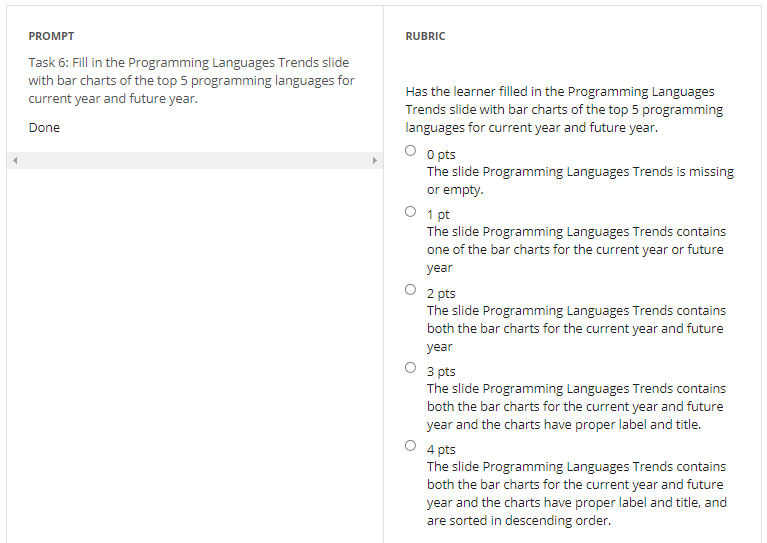 PROMPT
Task 6: Fill in the Programming Languages Trends slide
with bar charts of the top 5 programming languages for
current year and future year.
Done
RUBRIC
Has the learner filled in the Programming Languages
Trends slide with bar charts of the top 5 programming
languages for current year and future year.
0 pts
The slide Programming Languages Trends is missing
or empty.
1 pt
The slide Programming Languages Trends contains
one of the bar charts for the current year or future
year
2 pts
The slide Programming Languages Trends contains
both the bar charts for the current year and future
year
3 pts
The slide Programming Languages Trends contains
both the bar charts for the current year and future
year and the charts have proper label and title.
4 pts
The slide Programming Languages Trends contains
both the bar charts for the current year and future
year and the charts have proper label and title, and
are sorted in descending order.